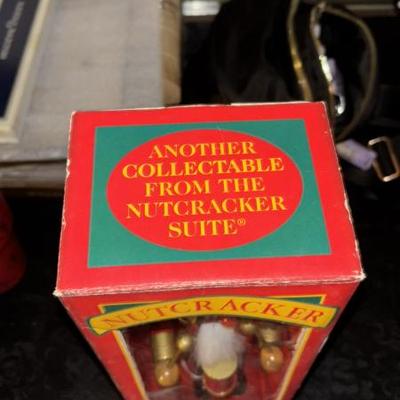 ANOTHER
COLLECTABLE
FROM THE
NUTCRACKER
SUITE®
NUTCRACKER